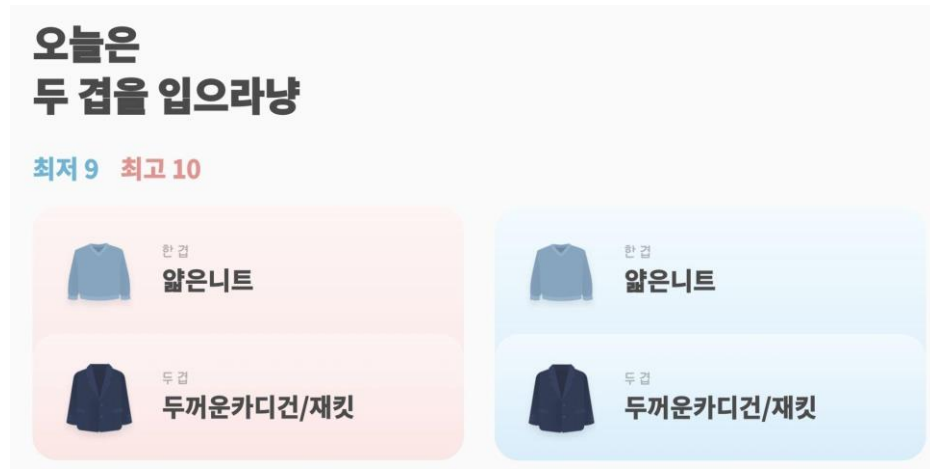 오늘은
두 겹을 입으라냥
최저 9 최고 10
한 겹
얇은니트
두 겹
두꺼운카디건/재킷
한 겹
얇은니트
두 겹
두꺼운카디건/재킷